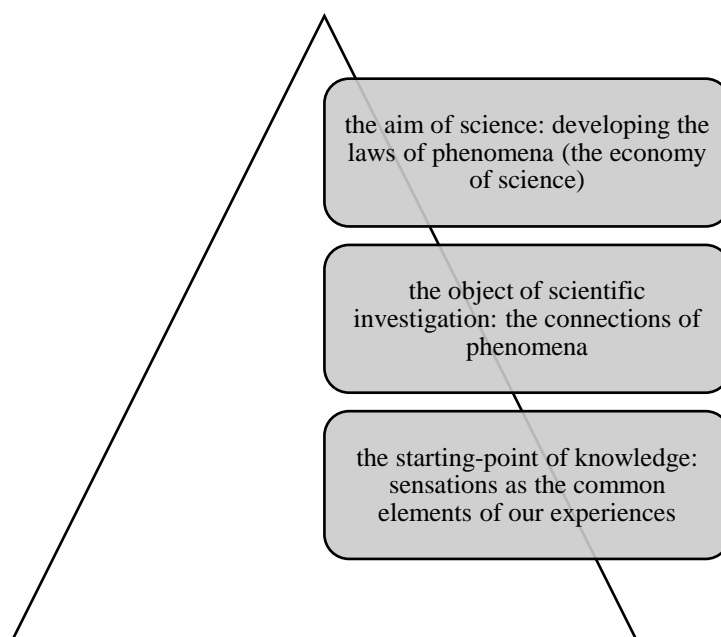 the aim of science: developing the
laws of phenomena (the economy
of science)
the object of scientific
investigation: the connections of
phenomena
the starting-point of knowledge:
sensations as the common
elements of our experiences